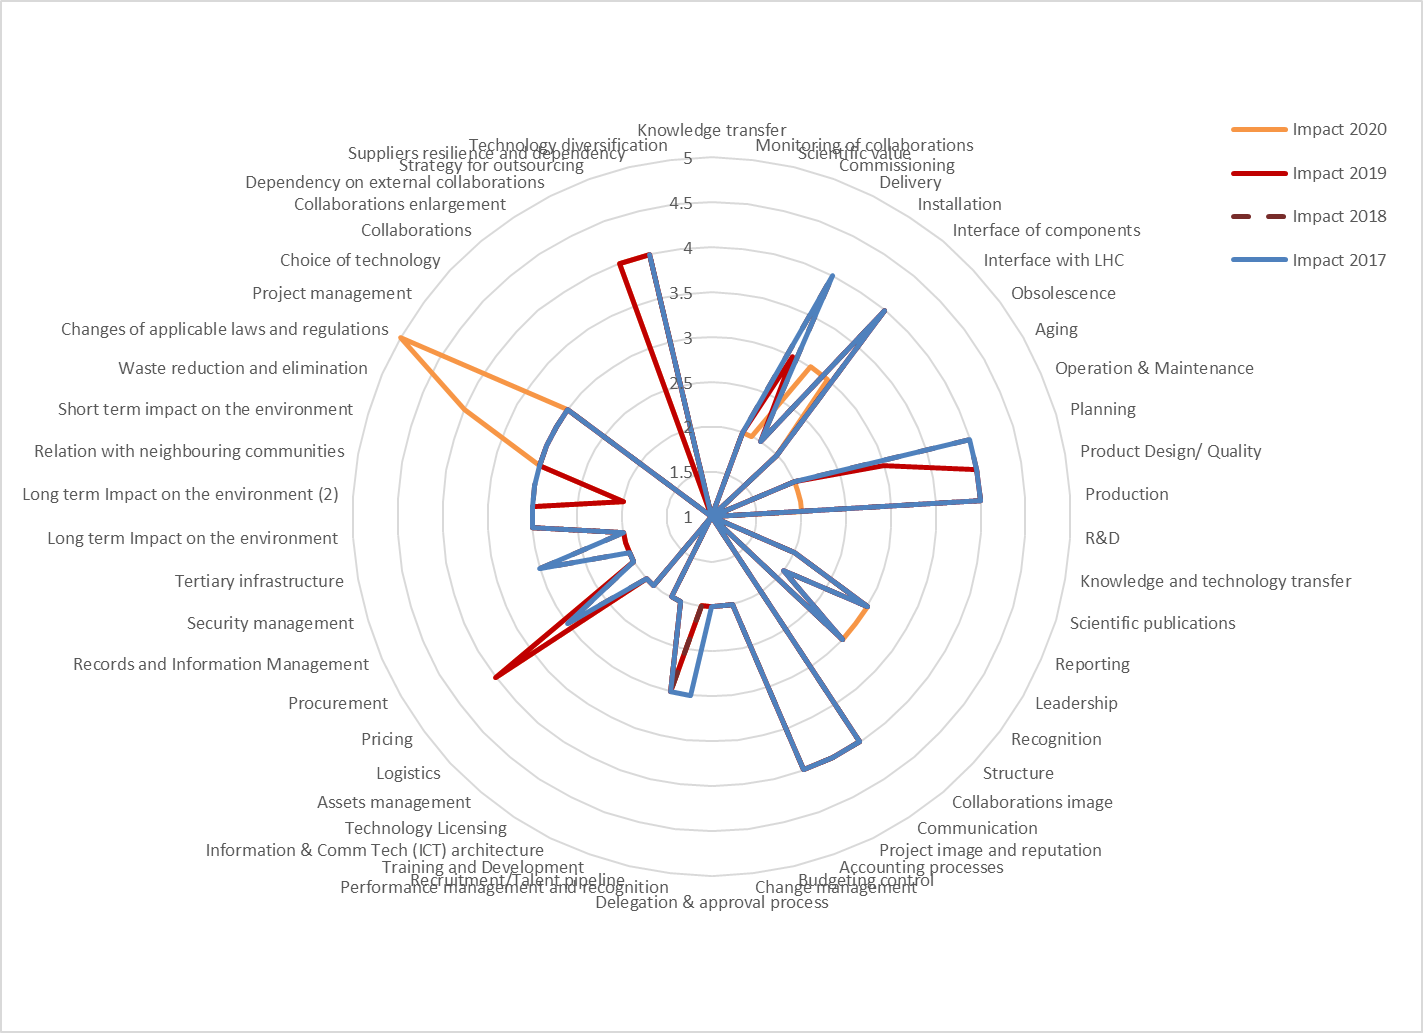 Knowledge transfer
Monitoring of collaborations
Scientific value
Commissioning
Delivery
Installation
Interface of components
Interface with LHC
Obsolescence
Aging
Operation & Maintenance
Planning
Product Design/ Quality
Production
R&D
Knowledge and technology transfer
Scientific publications
Reporting
Leadership
Recognition
Structure
Collaborations image
Communication
Project image and reputation
Accounting processes
Budgeting control
Change management
Delegation & approval process
Performance management and recognition
Recruitment/Talent pipeline
Training and Development
Information & Comm Tech (ICT) architecture
Technology Licensing
Assets management
Logistics
Pricing
Procurement
Records and Information Management
Security management
Tertiary infrastructure
Long term Impact on the environment
Long term Impact on the environment (2)
Relation with neighbouring communities
Short term impact on the environment
Waste reduction and elimination
Changes of applicable laws and regulations
Project management
Choice of technology
Collaborations
Collaborations enlargement
Dependency on external collaborations
Strategy for outsourcing
Suppliers resilience and dependency
Technology diversification
5
4.5
4
3.5
3
2.5
2
1.5
1
Impact 2020
Impact 2019
Impact 2018
Impact 2017